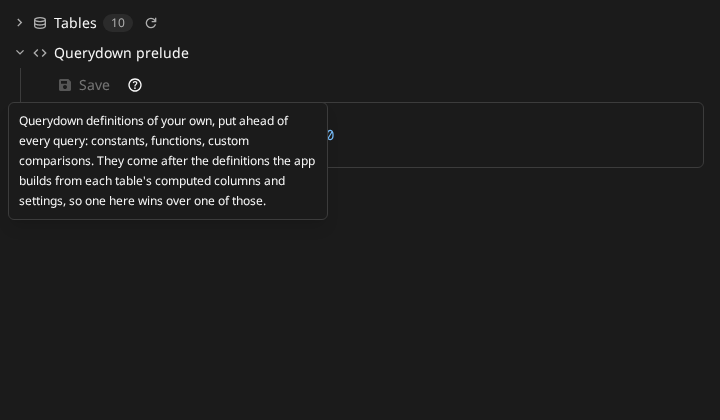 Tables 10
Querydown prelude
Save
Querydown definitions of your own, put ahead of
every query: constants, functions, custom
comparisons. They come after the definitions the app
builds from each table's computed columns and
settings, so one here wins over one of those.